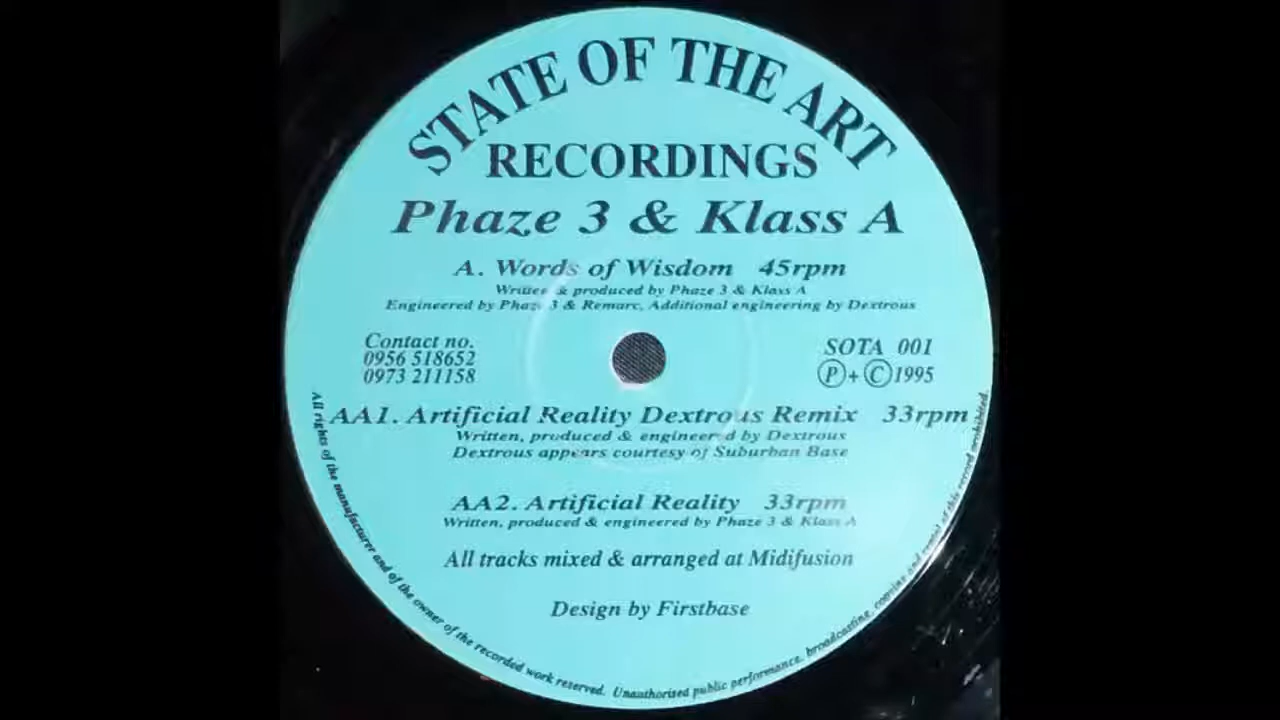 STATE OF THE ART
RECORDINGS
Phaze 3 & Klass A
A. Words of Wisdom 45rpm
Written & produced by Phaze 3 & Klass A
Engineered by Phaze 3 & Remarc, Additional engineering by Dextrous
Contact no.
0956 518652
0973 211158
SOTA 001
Ⓟ+Ⓒ1995
AA1. Artificial Reality Dextrous Remix 33rpm
Written, produced & engineered by Dextrous
Dextrous appears courtesy of Suburban Base
AA2. Artificial Reality 33rpm
Written, produced & engineered by Phaze 3 & Klass A
All tracks mixed & arranged at Midifusion
Design by Firstbase
All rights of the manufacturer and of the owner of the recorded work reserved. Unauthorised public performance, broadcasting, copying and rental of this record prohibited.